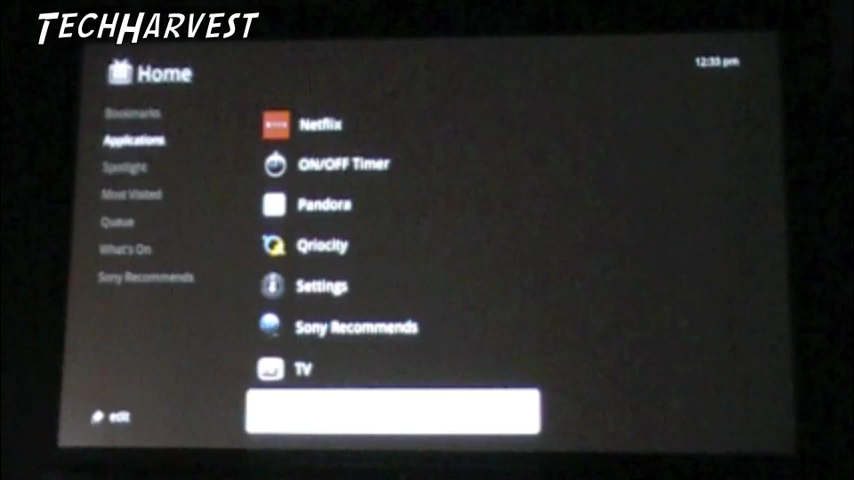 TECHHARVEST
Home
12:33 pm
Bookmarks
Applications
Spotlight
Most Visited
Queue
What's On
Sony Recommends
Netflix
ON/OFF Timer
Pandora
Qriocity
Settings
Sony Recommends
TV
edit